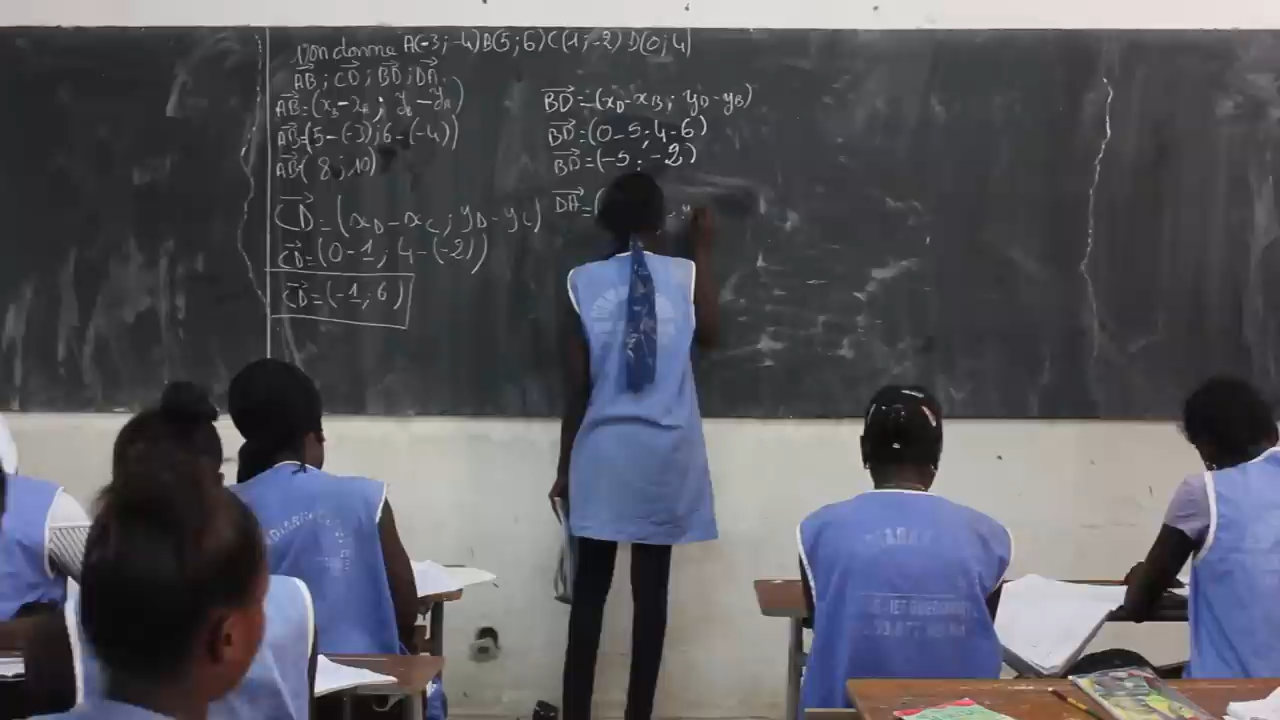 On donne A(-3; -4) B(5; 6) C(1; -2) D(0; 4)
AB ; CD ; BD ; DA.
AB = (xB - xA ; yB - yA)
AB = (5 - (-3) ; 6 - (-4))
AB ( 8 ; 10)
CD = (xD - xC ; yD - yC)
CD = (0 - 1 ; 4 - (-2))
CD = (-1 ; 6)
BD = (xD - xB ; yD - yB)
BD = (0 - 5 ; 4 - 6)
BD = (-5 ; -2)
DA = (